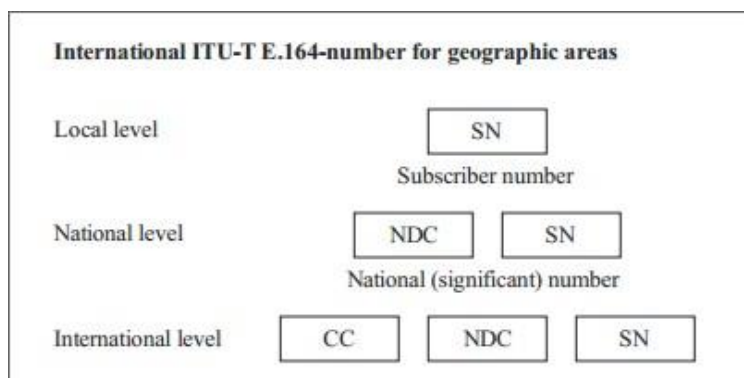 International ITU-T E.164-number for geographic areas
Local level SN
Subscriber number
National level NDC SN
National (significant) number
International level CC NDC SN